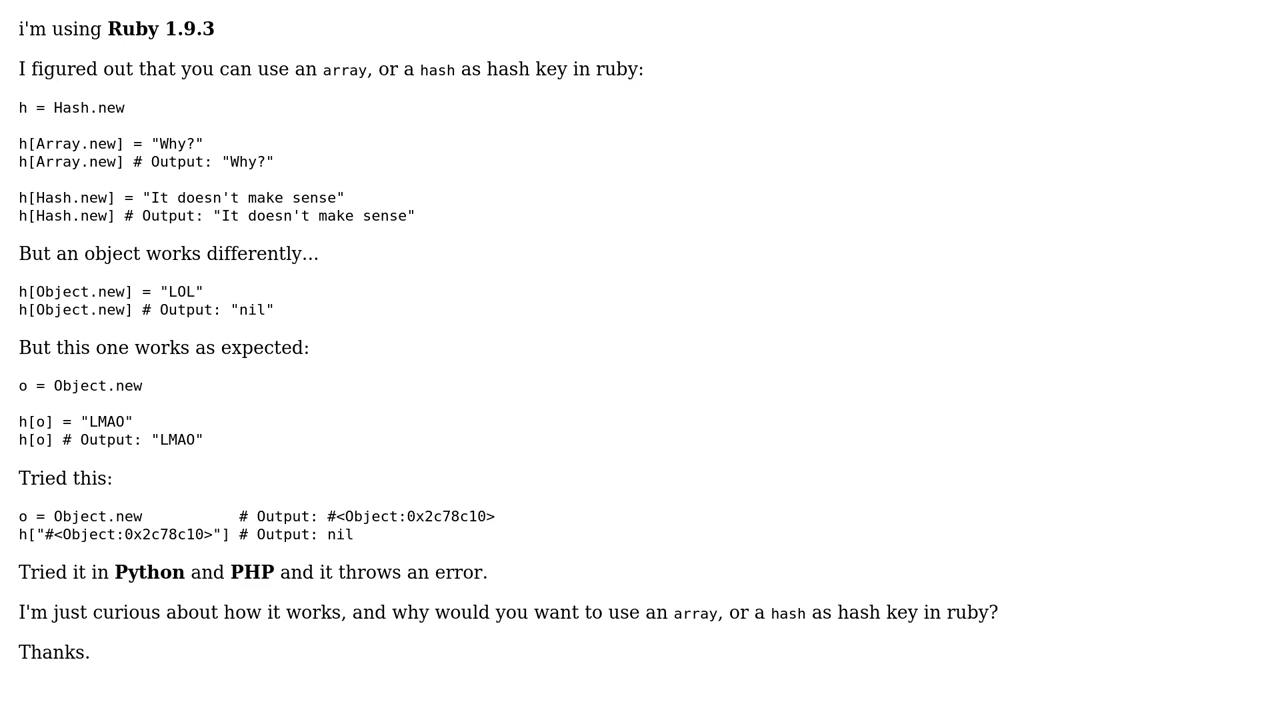 i'm using Ruby 1.9.3
I figured out that you can use an array, or a hash as hash key in ruby:
h = Hash.new
h[Array.new] = "Why?"
h[Array.new] # Output: "Why?"
h[Hash.new] = "It doesn't make sense"
h[Hash.new] # Output: "It doesn't make sense"
But an object works differently...
h[Object.new] = "LOL"
h[Object.new] # Output: "nil"
But this one works as expected:
o = Object.new
h[o] = "LMAO"
h[o] # Output: "LMAO"
Tried this:
o = Object.new           # Output: #<Object:0x2c78c10>
h["#<Object:0x2c78c10>"] # Output: nil
Tried it in Python and PHP and it throws an error.
I'm just curious about how it works, and why would you want to use an array, or a hash as hash key in ruby?
Thanks.